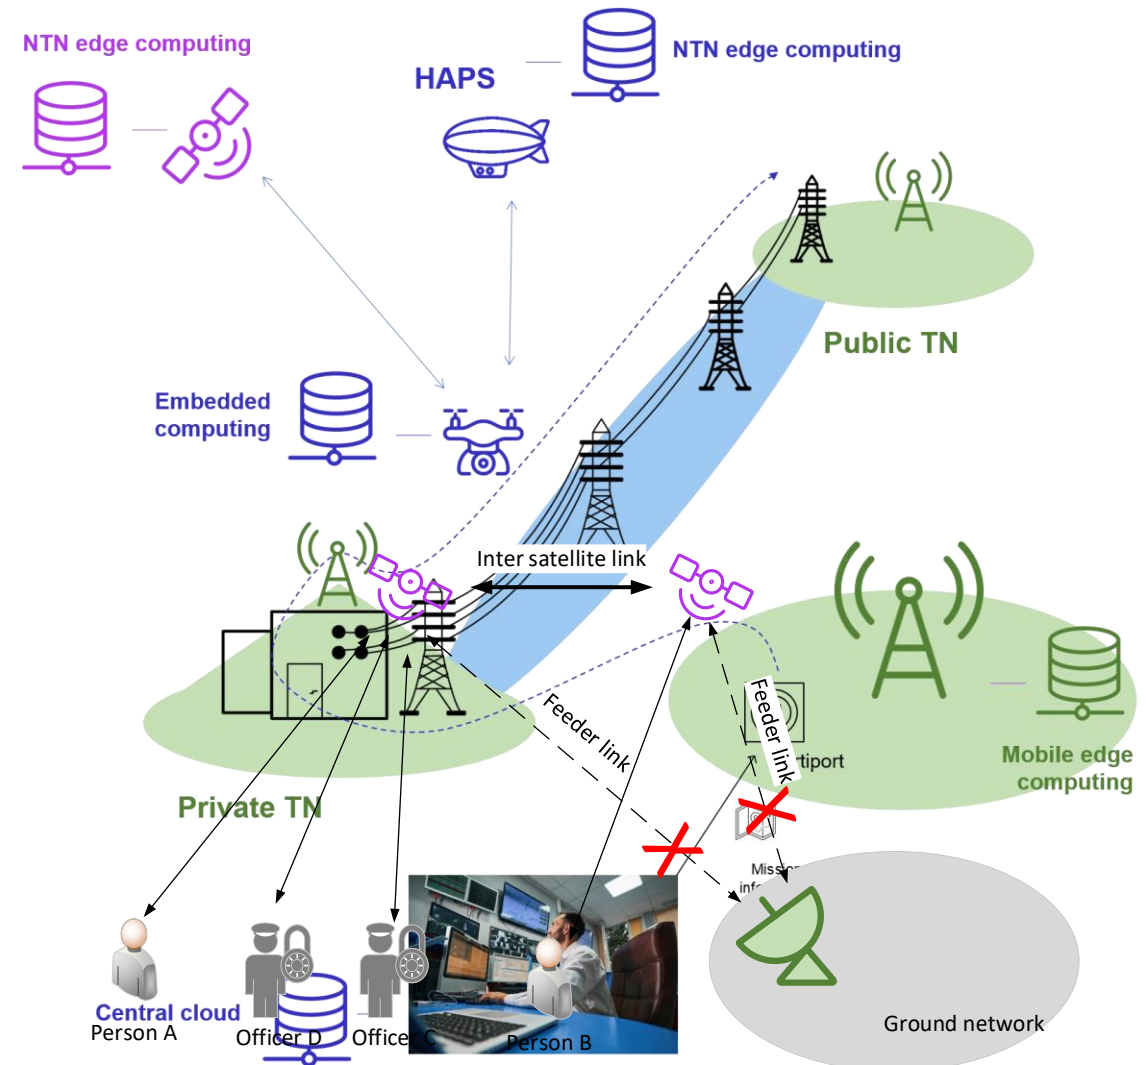 NTN edge computing
HAPS
NTN edge computing
Public TN
Embedded
computing
Inter satellite link
Feeder link
Feeder link
tiport
Mobile edge
computing
Private TN
Central cloud
Person A
Officer D
Officer C
Person B
Ground network